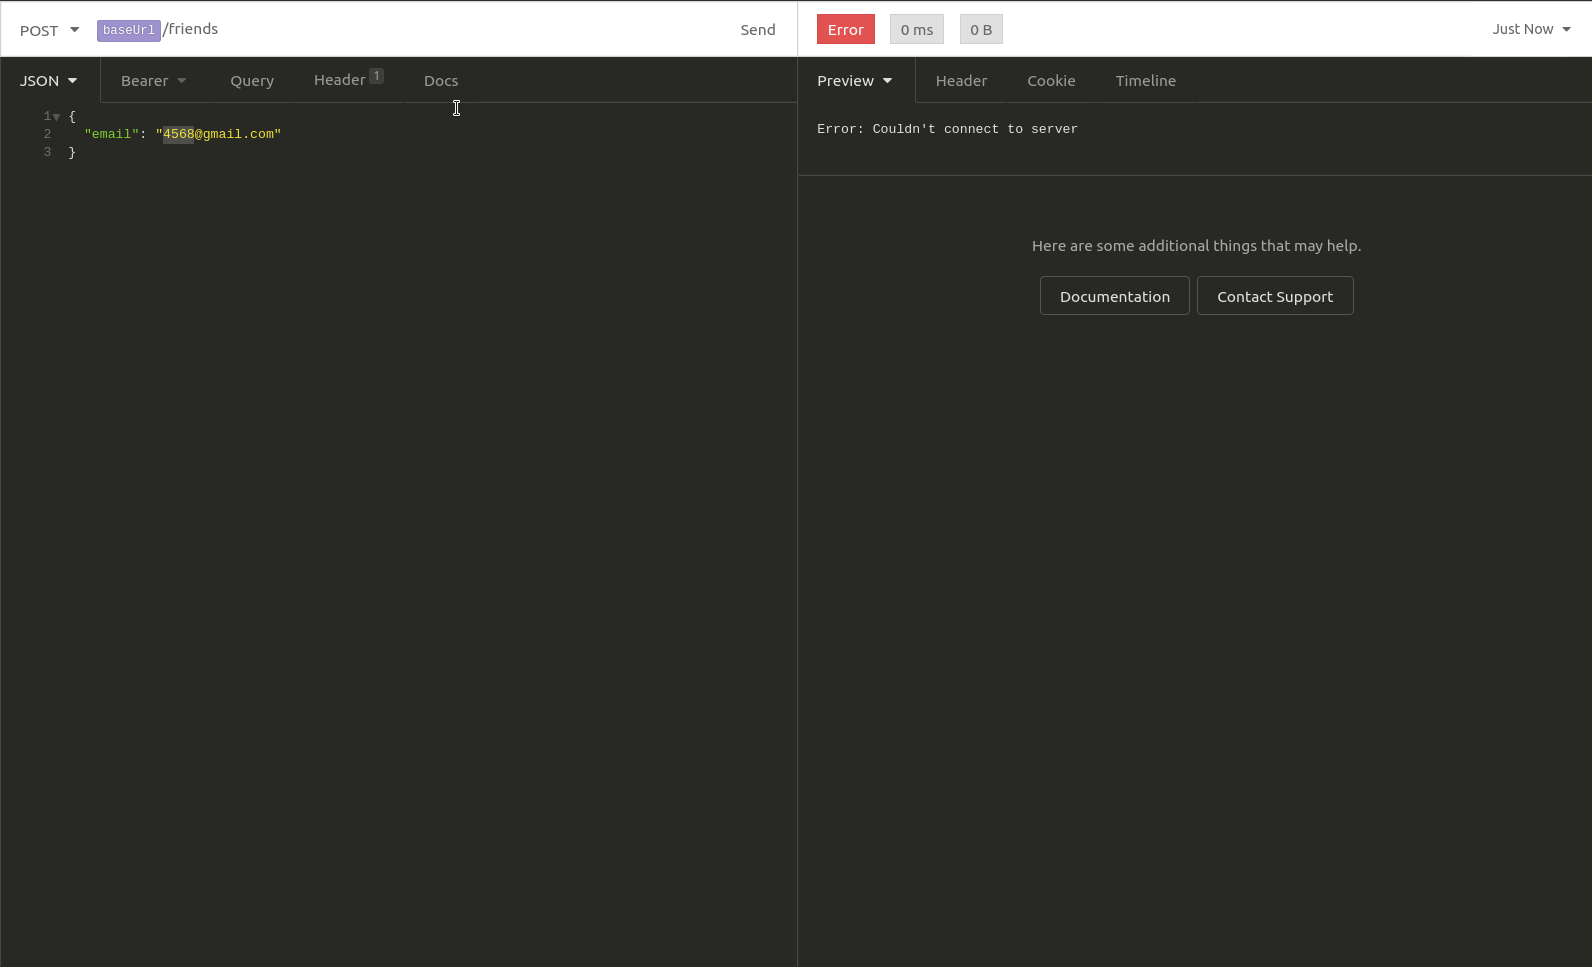 POST baseUrl/friends Send
Error 0 ms 0 B Just Now
JSON Bearer Query Header 1 Docs
Preview Header Cookie Timeline
1 {
2 "email": "4568@gmail.com"
3 }
Error: Couldn't connect to server
Here are some additional things that may help.
Documentation Contact Support